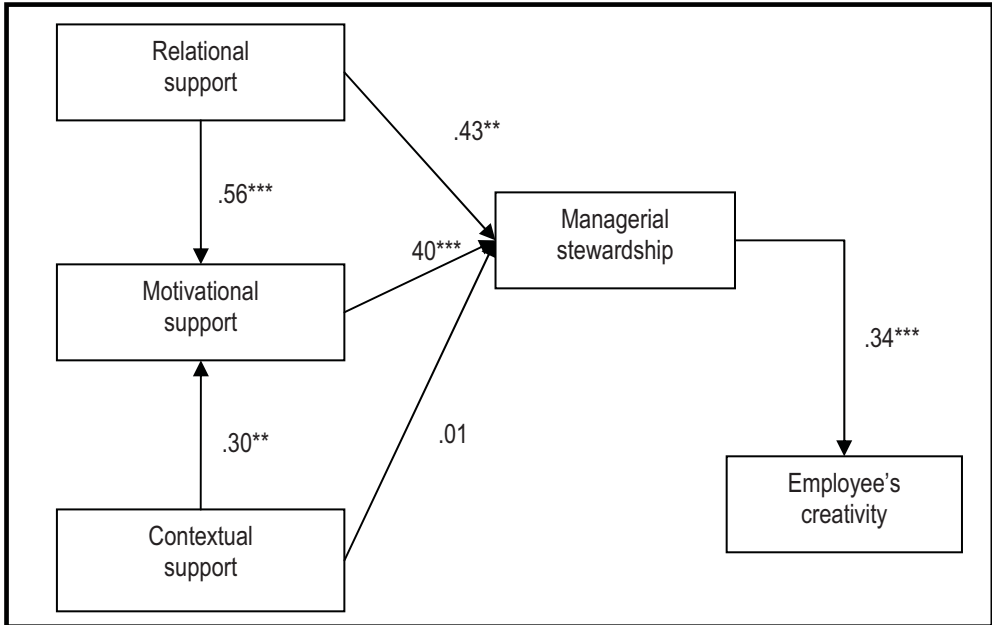 Relational
support
.43**
.56***
Managerial
stewardship
40***
Motivational
support
.34***
.30**
.01
Employee's
creativity
Contextual
support